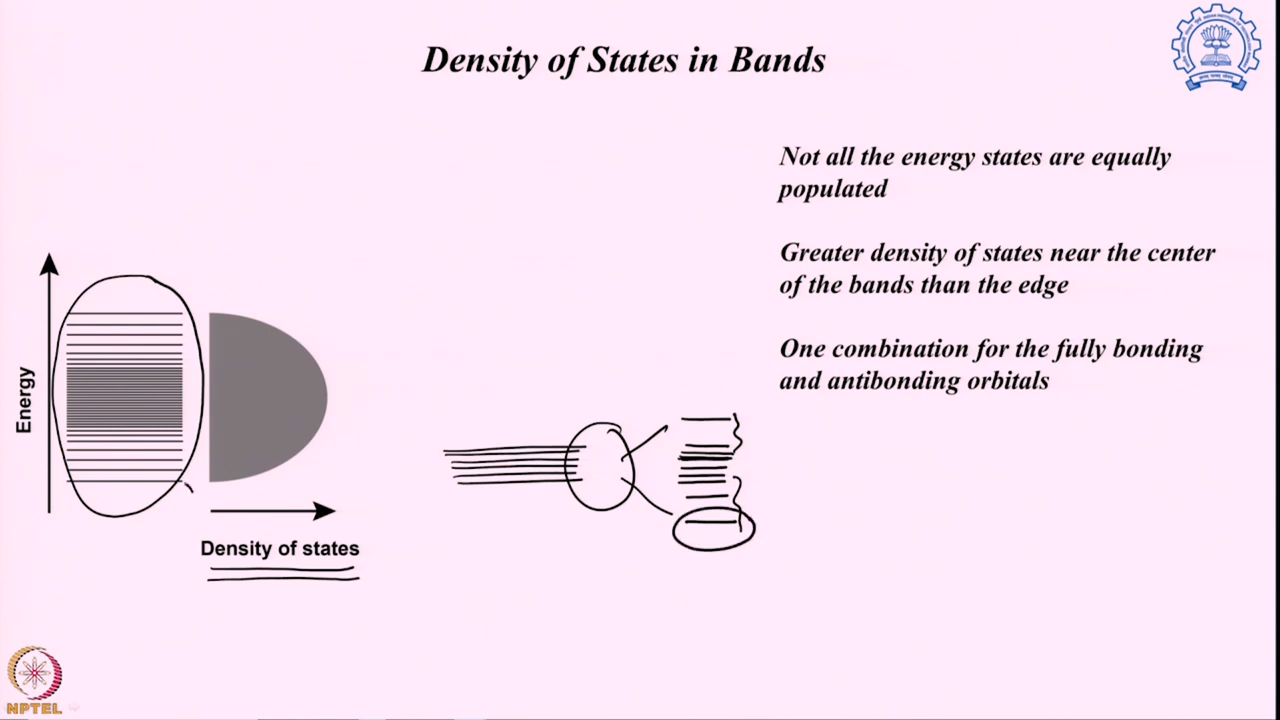 Density of States in Bands
Not all the energy states are equally
populated
Greater density of states near the center
of the bands than the edge
One combination for the fully bonding
and antibonding orbitals
Energy
Density of states
NPTEL